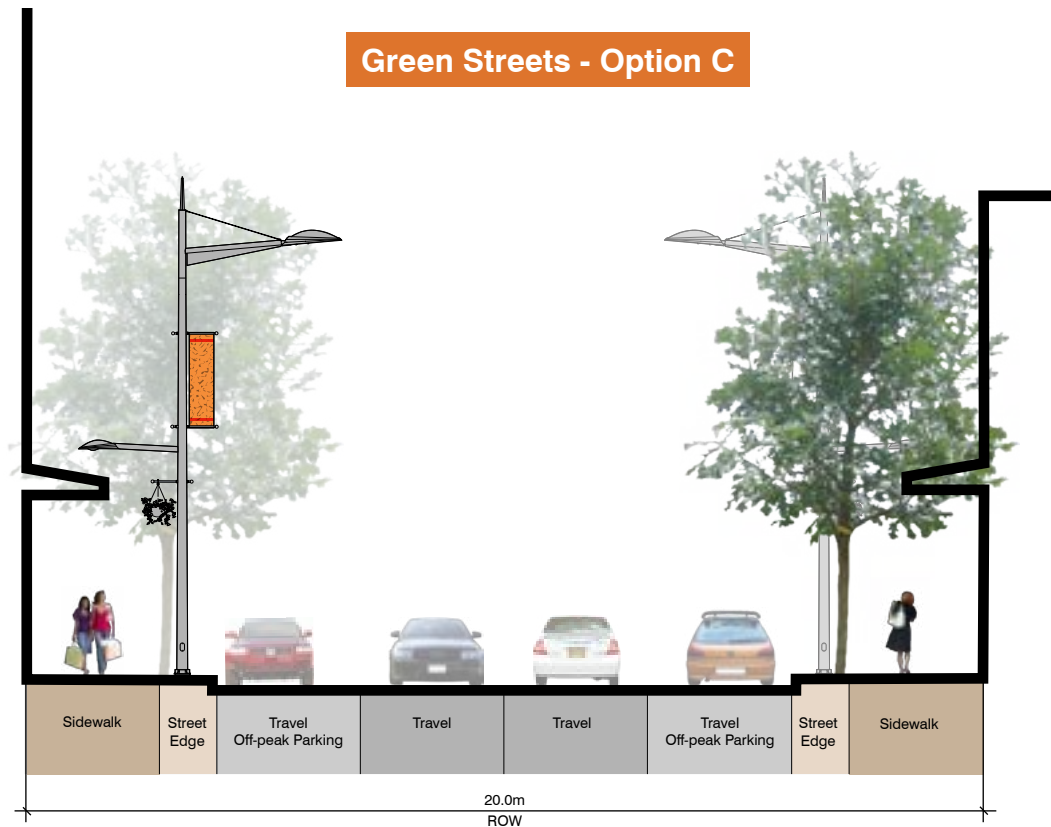 Green Streets - Option C
Sidewalk
Street
Edge
Travel
Off-peak Parking
Travel
Travel
Travel
Off-peak Parking
Street
Edge
Sidewalk
20.0m
ROW